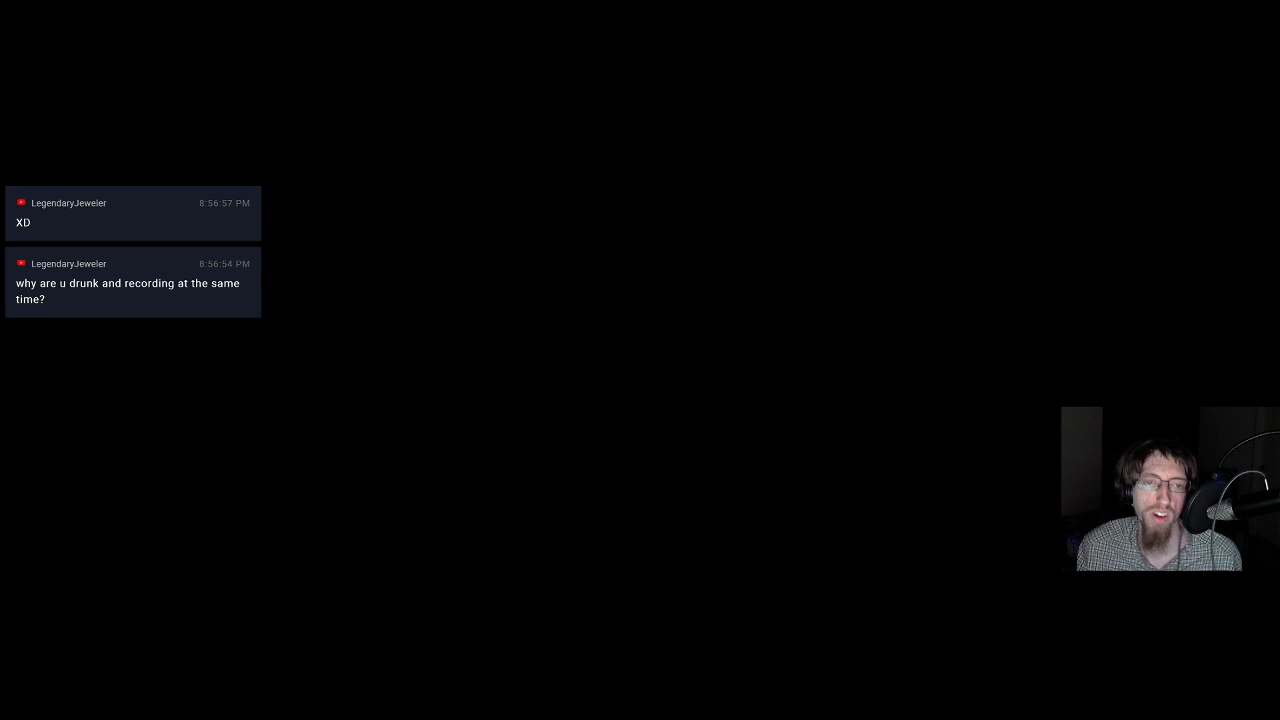 LegendaryJeweler 8:56:57 PM
XD
LegendaryJeweler 8:56:54 PM
why are u drunk and recording at the same
time?